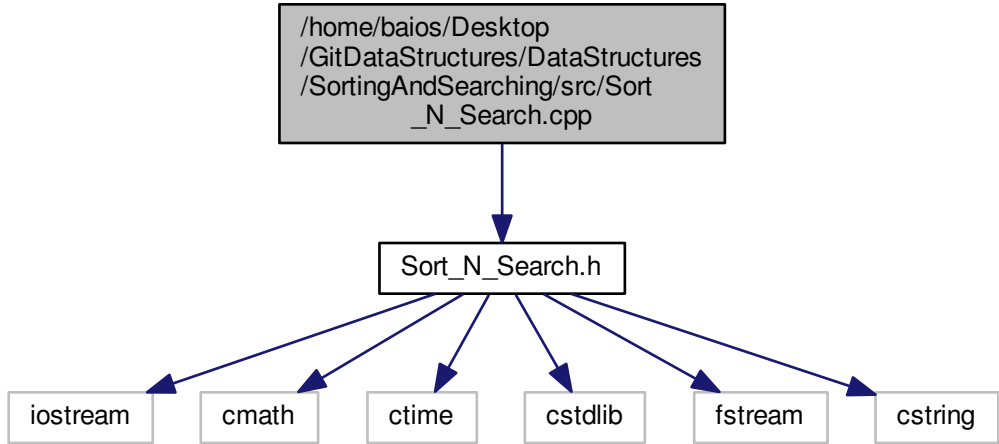 /home/baios/Desktop
/GitDataStructures/DataStructures
/SortingAndSearching/src/Sort
_N_Search.cpp
Sort_N_Search.h
iostream
cmath
ctime
cstdlib
fstream
cstring